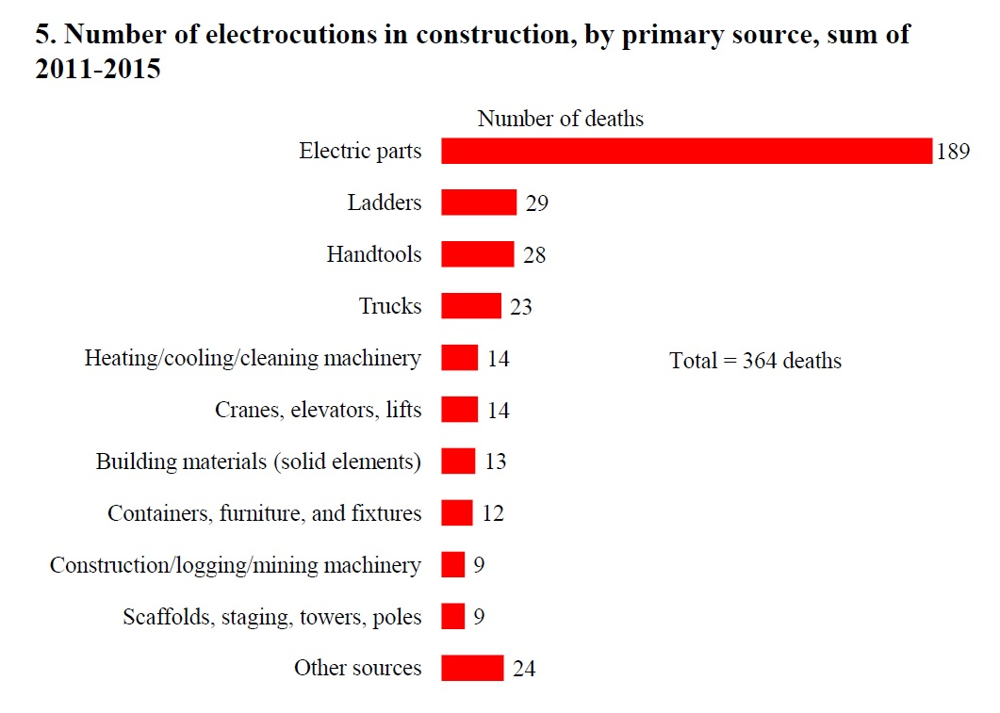 5. Number of electrocutions in construction, by primary source, sum of
2011-2015
Number of deaths
Electric parts 189
Ladders 29
Handtools 28
Trucks 23
Heating/cooling/cleaning machinery 14
Total = 364 deaths
Cranes, elevators, lifts 14
Building materials (solid elements) 13
Containers, furniture, and fixtures 12
Construction/logging/mining machinery 9
Scaffolds, staging, towers, poles 9
Other sources 24